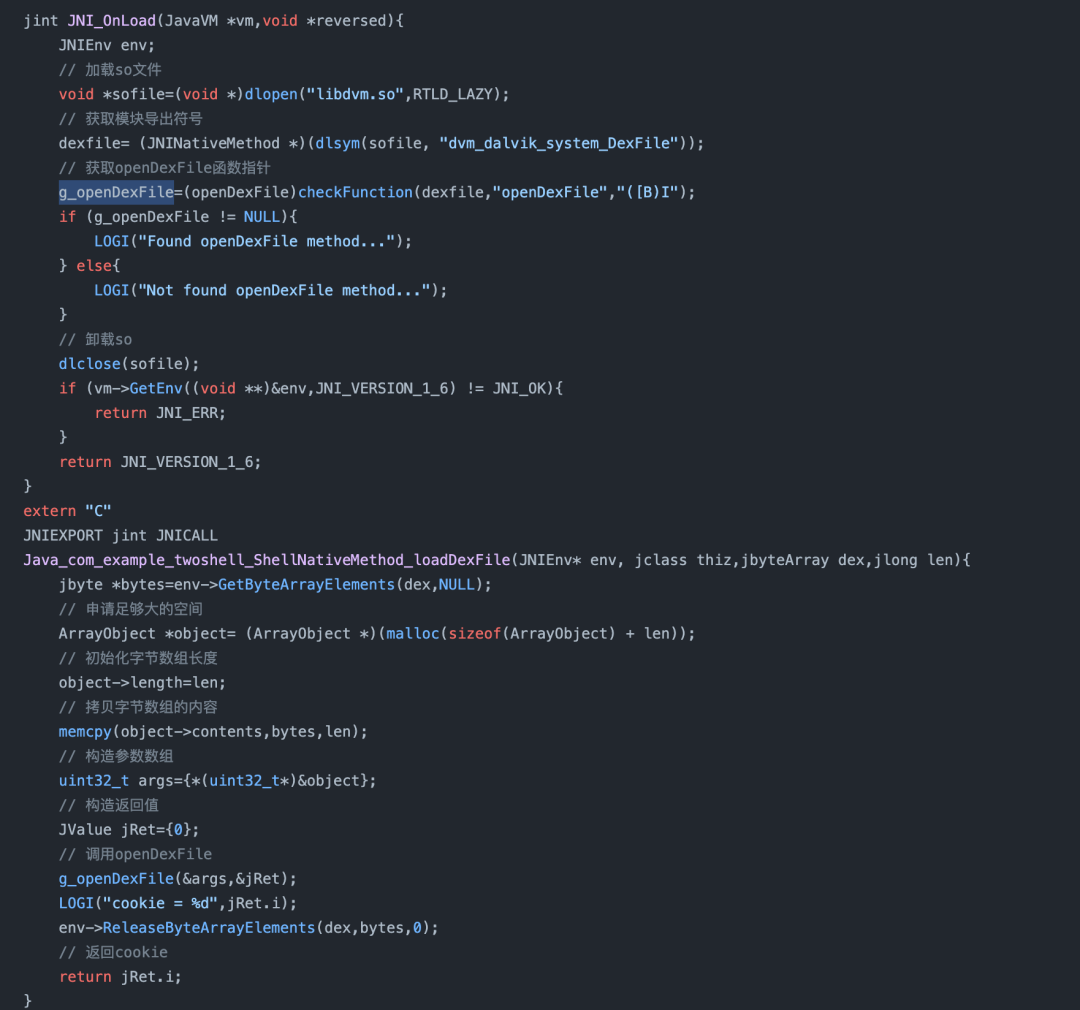 jint JNI_OnLoad(JavaVM *vm,void *reversed){
    JNIEnv env;
    // 加载so文件
    void *sofile=(void *)dlopen("libdvm.so",RTLD_LAZY);
    // 获取模块导出符号
    dexfile= (JNINativeMethod *)(dlsym(sofile, "dvm_dalvik_system_DexFile"));
    // 获取openDexFile函数指针
    g_openDexFile=(openDexFile)checkFunction(dexfile,"openDexFile","([B)I");
    if (g_openDexFile != NULL){
        LOGI("Found openDexFile method...");
    } else{
        LOGI("Not found openDexFile method...");
    }
    // 卸载so
    dlclose(sofile);
    if (vm->GetEnv((void **)&env,JNI_VERSION_1_6) != JNI_OK){
        return JNI_ERR;
    }
    return JNI_VERSION_1_6;
}
extern "C"
JNIEXPORT jint JNICALL
Java_com_example_twoshell_ShellNativeMethod_loadDexFile(JNIEnv* env, jclass thiz,jbyteArray dex,jlong len){
    jbyte *bytes=env->GetByteArrayElements(dex,NULL);
    // 申请足够大的空间
    ArrayObject *object= (ArrayObject *)(malloc(sizeof(ArrayObject) + len));
    // 初始化字节数组长度
    object->length=len;
    // 拷贝字节数组的内容
    memcpy(object->contents,bytes,len);
    // 构造参数数组
    uint32_t args={*(uint32_t*)&object};
    // 构造返回值
    JValue jRet={0};
    // 调用openDexFile
    g_openDexFile(&args,&jRet);
    LOGI("cookie = %d",jRet.i);
    env->ReleaseByteArrayElements(dex,bytes,0);
    // 返回cookie
    return jRet.i;
}